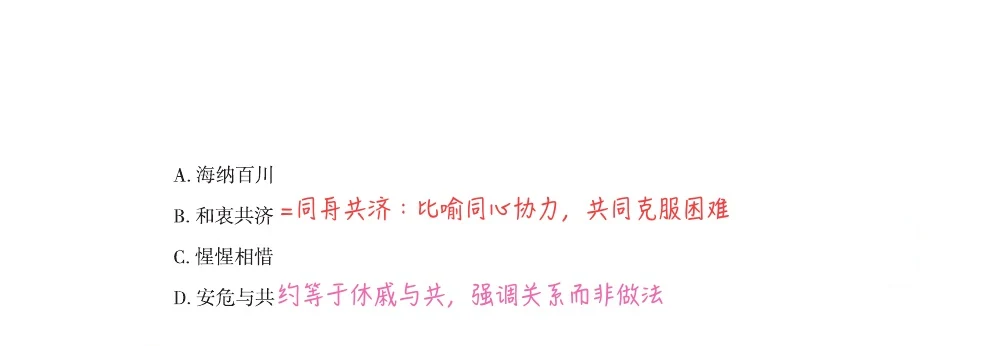 A. 海纳百川
B. 和衷共济 =同舟共济：比喻同心协力，共同克服困难
C. 惺惺相惜
D. 安危与共 约等于休戚与共，强调关系而非做法